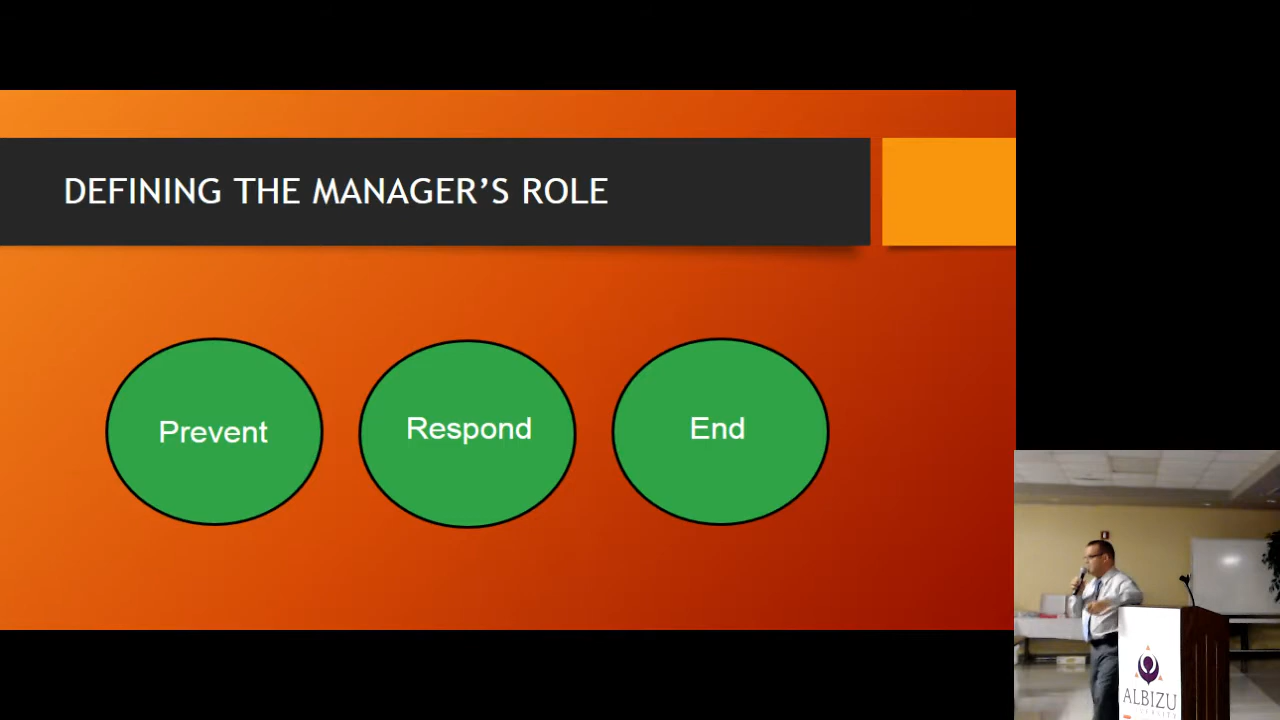 DEFINING THE MANAGER’S ROLE
Prevent
Respond
End
ALBIZU